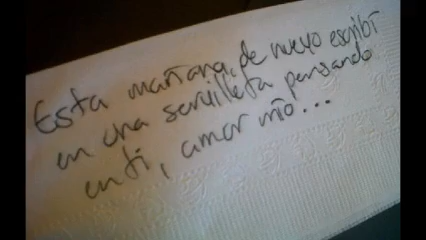 Esta mañana, de nuevo escribí
en una servilleta pensando
en ti, amor mío...